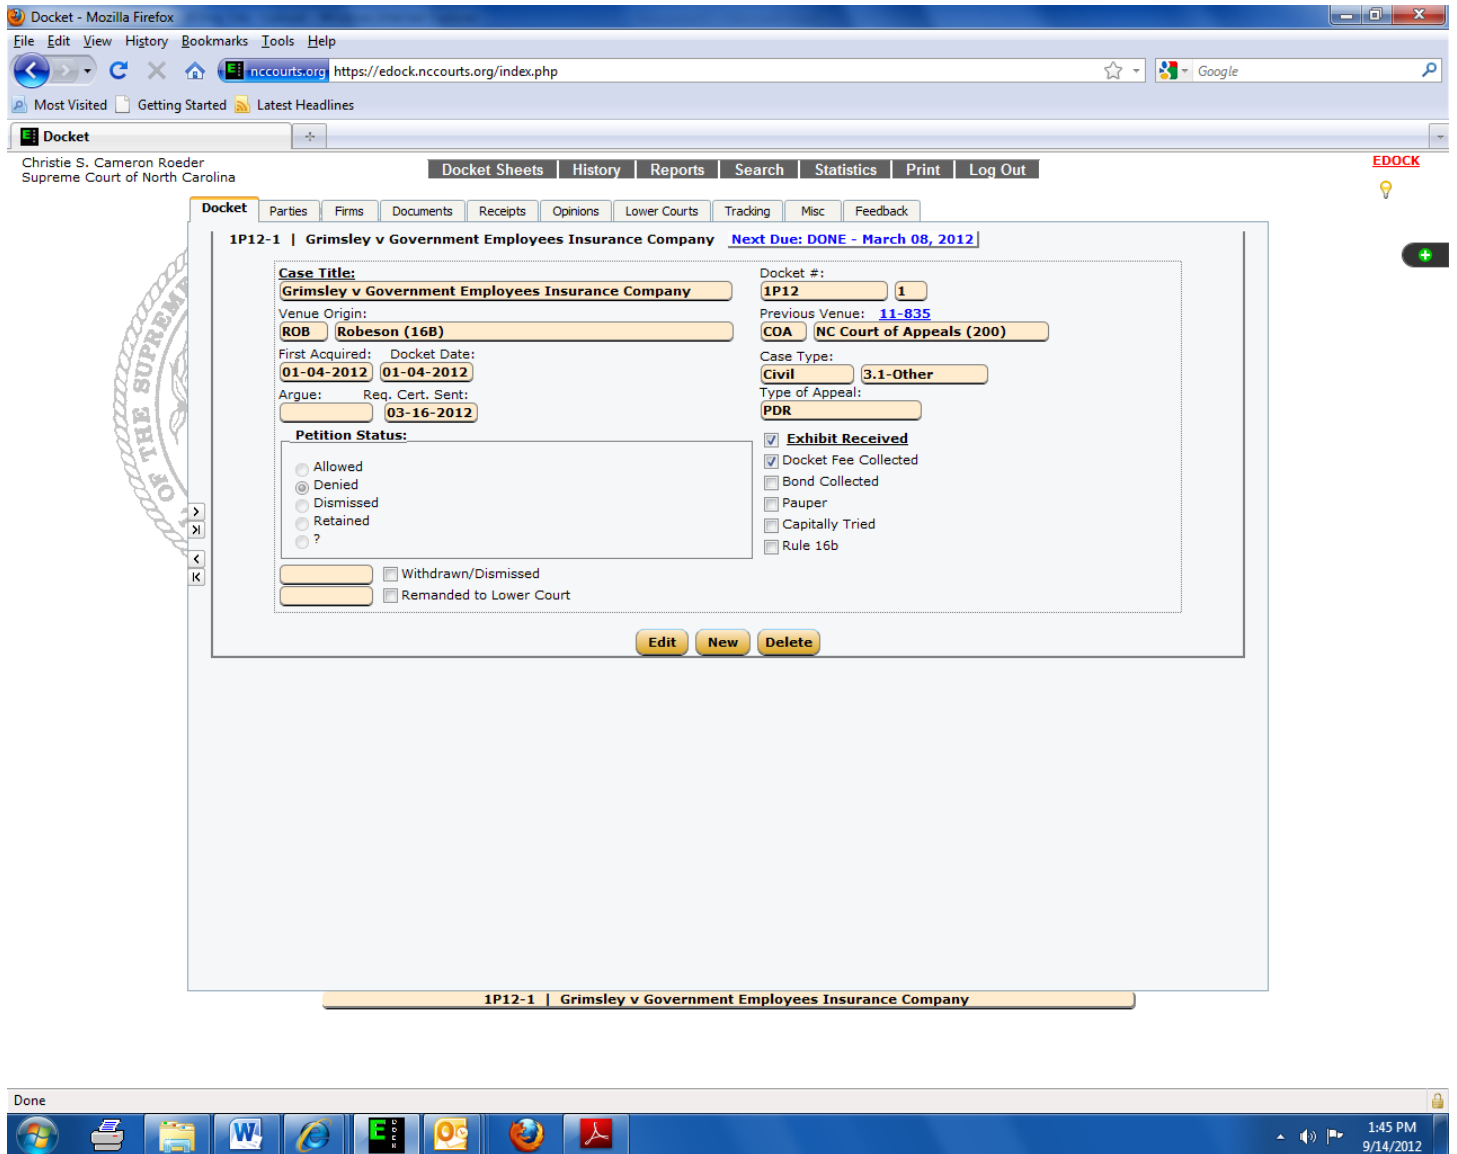 Docket - Mozilla Firefox
File Edit View History Bookmarks Tools Help
nccourts.org https://edock.nccourts.org/index.php
Google
Most Visited Getting Started Latest Headlines
Docket
Christie S. Cameron Roeder
Supreme Court of North Carolina
Docket Sheets History Reports Search Statistics Print Log Out
EDOCK
Docket Parties Firms Documents Receipts Opinions Lower Courts Tracking Misc Feedback
1P12-1 | Grimsley v Government Employees Insurance Company Next Due: DONE - March 08, 2012
Case Title:
Grimsley v Government Employees Insurance Company
Docket #:
1P12 1
Venue Origin:
ROB Robeson (16B)
Previous Venue: 11-835
COA NC Court of Appeals (200)
First Acquired: Docket Date:
01-04-2012 01-04-2012
Case Type:
Civil 3.1-Other
Argue: Req. Cert. Sent:
03-16-2012
Type of Appeal:
PDR
Petition Status:
Allowed
Denied
Dismissed
Retained
?
Exhibit Received
Docket Fee Collected
Bond Collected
Pauper
Capitally Tried
Rule 16b
Withdrawn/Dismissed
Remanded to Lower Court
Edit New Delete
OF THE SUPREM
1P12-1 | Grimsley v Government Employees Insurance Company
Done
1:45 PM
9/14/2012